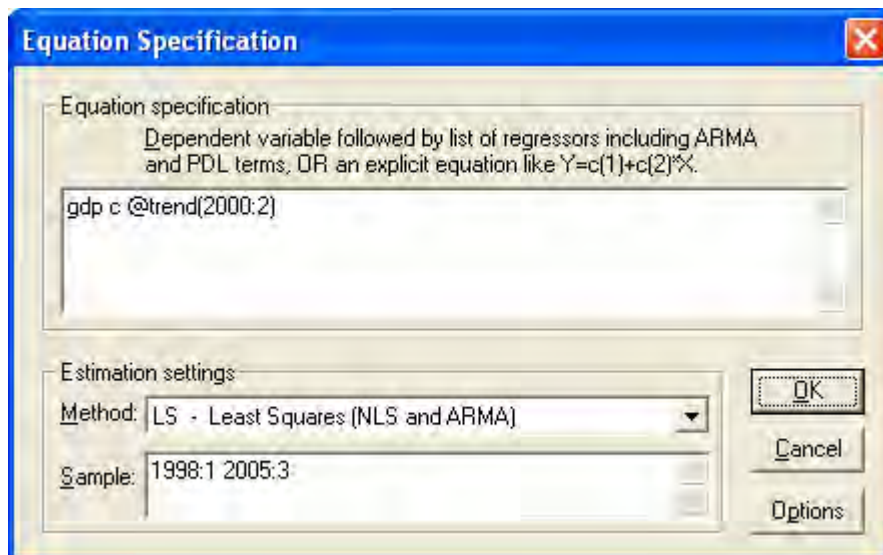 Equation Specification
Equation specification
Dependent variable followed by list of regressors including ARMA
and PDL terms, OR an explicit equation like Y=c(1)+c(2)*X.
gdp c @trend(2000:2)
Estimation settings
Method: LS - Least Squares (NLS and ARMA)
Sample: 1998:1 2005:3
OK
Cancel
Options